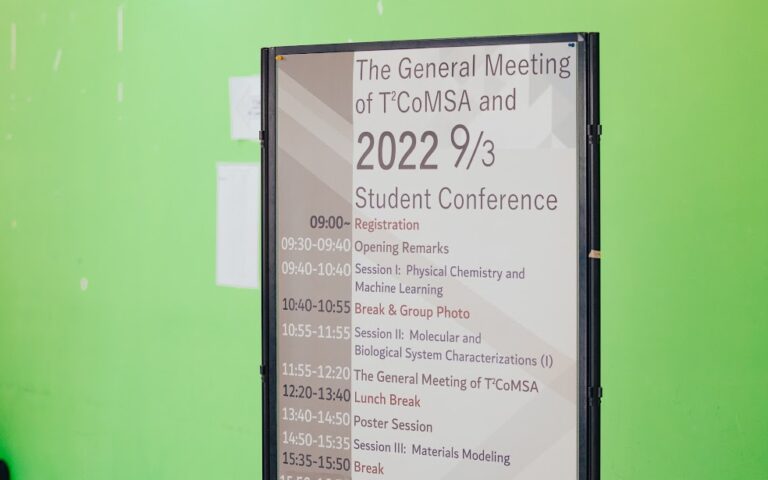 The General Meeting
of T²CoMSA and
2022 9/3
Student Conference
09:00~ Registration
09:30-09:40 Opening Remarks
09:40-10:40 Session I: Physical Chemistry and
Machine Learning
10:40-10:55 Break & Group Photo
10:55-11:55 Session II: Molecular and
Biological System Characterizations (I)
11:55-12:20 The General Meeting of T²CoMSA
12:20-13:40 Lunch Break
13:40-14:50 Poster Session
14:50-15:35 Session III: Materials Modeling
15:35-15:50 Break